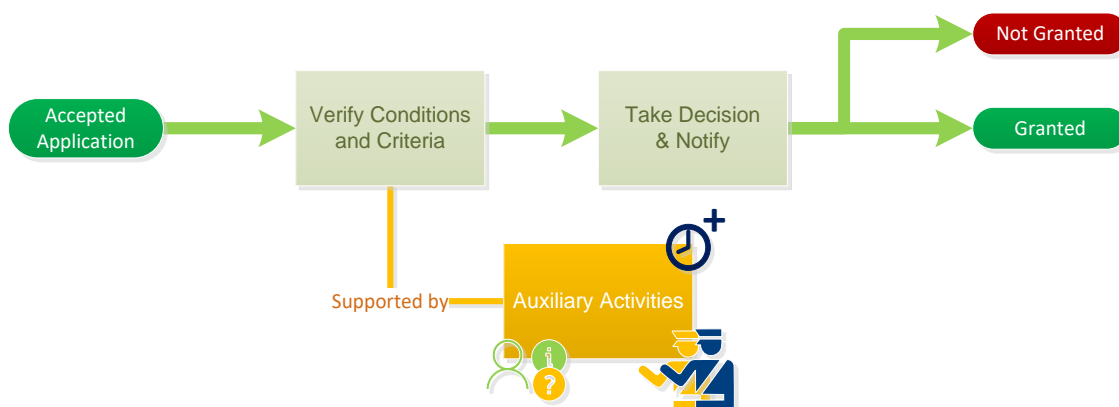 Not Granted
Accepted
Application
Verify Conditions
and Criteria
Take Decision
& Notify
Granted
Supported by
Auxiliary Activities
i
?